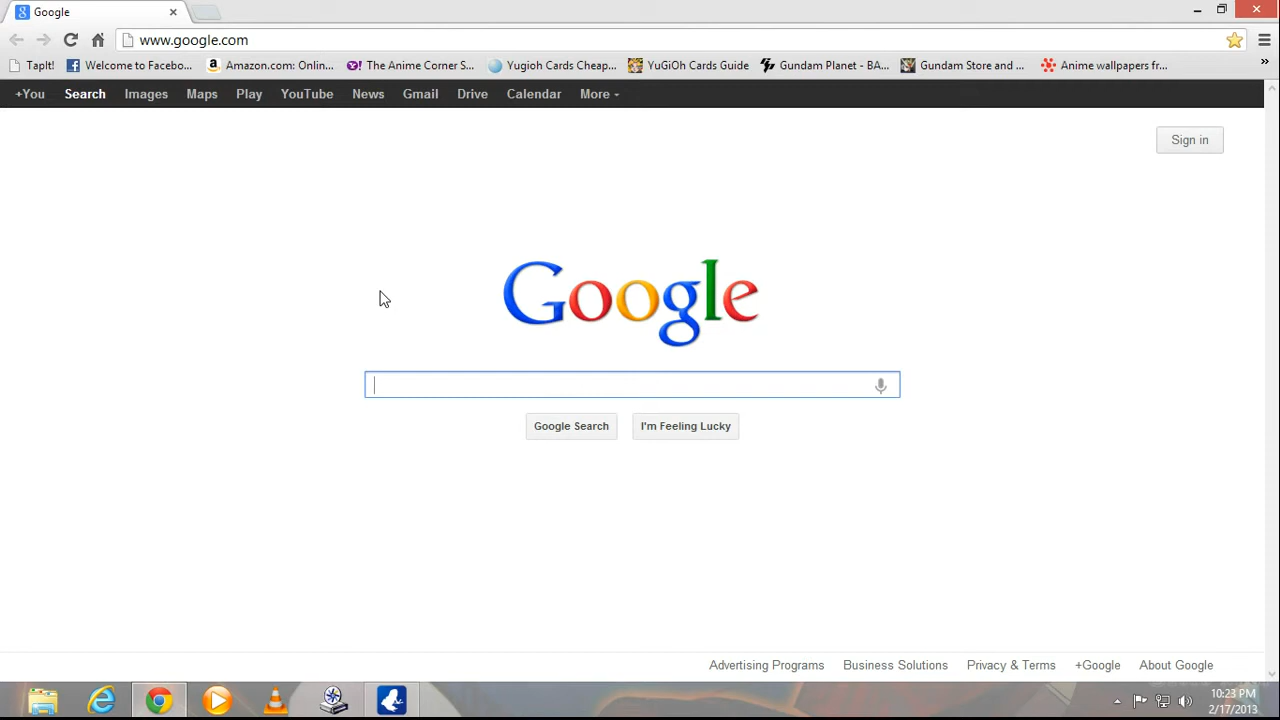 Google
www.google.com
TapIt! Welcome to Facebo... Amazon.com: Onlin... The Anime Corner S... Yugioh Cards Cheap... YuGiOh Cards Guide Gundam Planet - BA... Gundam Store and ... Anime wallpapers fr... »
+You Search Images Maps Play YouTube News Gmail Drive Calendar More
Sign in
Google
Google Search I'm Feeling Lucky
Advertising Programs Business Solutions Privacy & Terms +Google About Google
10:23 PM
2/17/2013